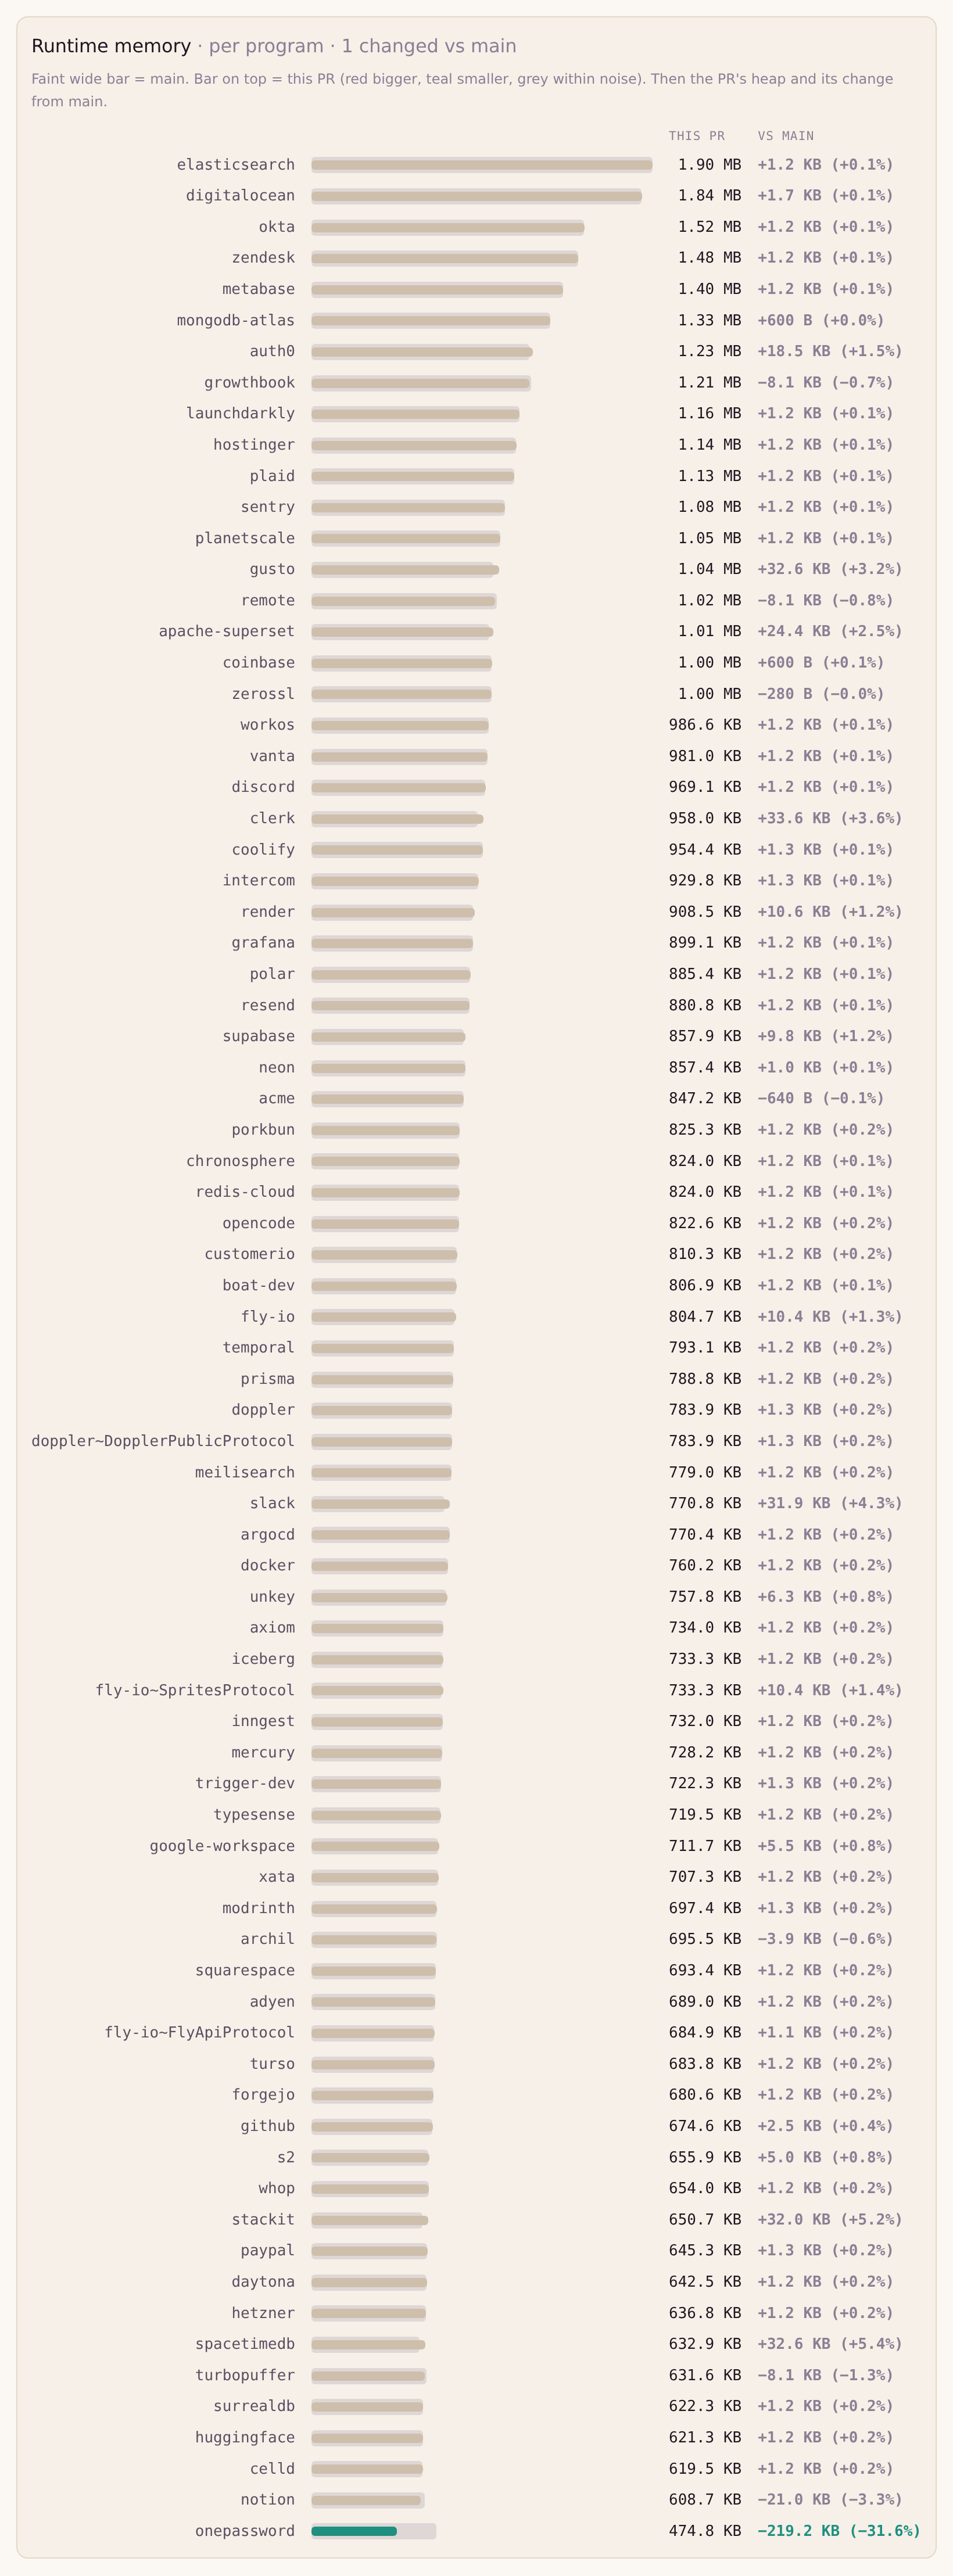 Runtime memory · per program · 1 changed vs main
Faint wide bar = main. Bar on top = this PR (red bigger, teal smaller, grey within noise). Then the PR's heap and its change
from main.
THIS PR VS MAIN
elasticsearch 1.90 MB +1.2 KB (+0.1%)
digitalocean 1.84 MB +1.7 KB (+0.1%)
okta 1.52 MB +1.2 KB (+0.1%)
zendesk 1.48 MB +1.2 KB (+0.1%)
metabase 1.40 MB +1.2 KB (+0.1%)
mongodb-atlas 1.33 MB +600 B (+0.0%)
auth0 1.23 MB +18.5 KB (+1.5%)
growthbook 1.21 MB −8.1 KB (−0.7%)
launchdarkly 1.16 MB +1.2 KB (+0.1%)
hostinger 1.14 MB +1.2 KB (+0.1%)
plaid 1.13 MB +1.2 KB (+0.1%)
sentry 1.08 MB +1.2 KB (+0.1%)
planetscale 1.05 MB +1.2 KB (+0.1%)
gusto 1.04 MB +32.6 KB (+3.2%)
remote 1.02 MB −8.1 KB (−0.8%)
apache-superset 1.01 MB +24.4 KB (+2.5%)
coinbase 1.00 MB +600 B (+0.1%)
zerossl 1.00 MB −280 B (−0.0%)
workos 986.6 KB +1.2 KB (+0.1%)
vanta 981.0 KB +1.2 KB (+0.1%)
discord 969.1 KB +1.2 KB (+0.1%)
clerk 958.0 KB +33.6 KB (+3.6%)
coolify 954.4 KB +1.3 KB (+0.1%)
intercom 929.8 KB +1.3 KB (+0.1%)
render 908.5 KB +10.6 KB (+1.2%)
grafana 899.1 KB +1.2 KB (+0.1%)
polar 885.4 KB +1.2 KB (+0.1%)
resend 880.8 KB +1.2 KB (+0.1%)
supabase 857.9 KB +9.8 KB (+1.2%)
neon 857.4 KB +1.0 KB (+0.1%)
acme 847.2 KB −640 B (−0.1%)
porkbun 825.3 KB +1.2 KB (+0.2%)
chronosphere 824.0 KB +1.2 KB (+0.1%)
redis-cloud 824.0 KB +1.2 KB (+0.1%)
opencode 822.6 KB +1.2 KB (+0.2%)
customerio 810.3 KB +1.2 KB (+0.2%)
boat-dev 806.9 KB +1.2 KB (+0.1%)
fly-io 804.7 KB +10.4 KB (+1.3%)
temporal 793.1 KB +1.2 KB (+0.2%)
prisma 788.8 KB +1.2 KB (+0.2%)
doppler 783.9 KB +1.3 KB (+0.2%)
doppler~DopplerPublicProtocol 783.9 KB +1.3 KB (+0.2%)
meilisearch 779.0 KB +1.2 KB (+0.2%)
slack 770.8 KB +31.9 KB (+4.3%)
argocd 770.4 KB +1.2 KB (+0.2%)
docker 760.2 KB +1.2 KB (+0.2%)
unkey 757.8 KB +6.3 KB (+0.8%)
axiom 734.0 KB +1.2 KB (+0.2%)
iceberg 733.3 KB +1.2 KB (+0.2%)
fly-io~SpritesProtocol 733.3 KB +10.4 KB (+1.4%)
inngest 732.0 KB +1.2 KB (+0.2%)
mercury 728.2 KB +1.2 KB (+0.2%)
trigger-dev 722.3 KB +1.3 KB (+0.2%)
typesense 719.5 KB +1.2 KB (+0.2%)
google-workspace 711.7 KB +5.5 KB (+0.8%)
xata 707.3 KB +1.2 KB (+0.2%)
modrinth 697.4 KB +1.3 KB (+0.2%)
archil 695.5 KB −3.9 KB (−0.6%)
squarespace 693.4 KB +1.2 KB (+0.2%)
adyen 689.0 KB +1.2 KB (+0.2%)
fly-io~FlyApiProtocol 684.9 KB +1.1 KB (+0.2%)
turso 683.8 KB +1.2 KB (+0.2%)
forgejo 680.6 KB +1.2 KB (+0.2%)
github 674.6 KB +2.5 KB (+0.4%)
s2 655.9 KB +5.0 KB (+0.8%)
whop 654.0 KB +1.2 KB (+0.2%)
stackit 650.7 KB +32.0 KB (+5.2%)
paypal 645.3 KB +1.3 KB (+0.2%)
daytona 642.5 KB +1.2 KB (+0.2%)
hetzner 636.8 KB +1.2 KB (+0.2%)
spacetimedb 632.9 KB +32.6 KB (+5.4%)
turbopuffer 631.6 KB −8.1 KB (−1.3%)
surrealdb 622.3 KB +1.2 KB (+0.2%)
huggingface 621.3 KB +1.2 KB (+0.2%)
celld 619.5 KB +1.2 KB (+0.2%)
notion 608.7 KB −21.0 KB (−3.3%)
onepassword 474.8 KB −219.2 KB (−31.6%)